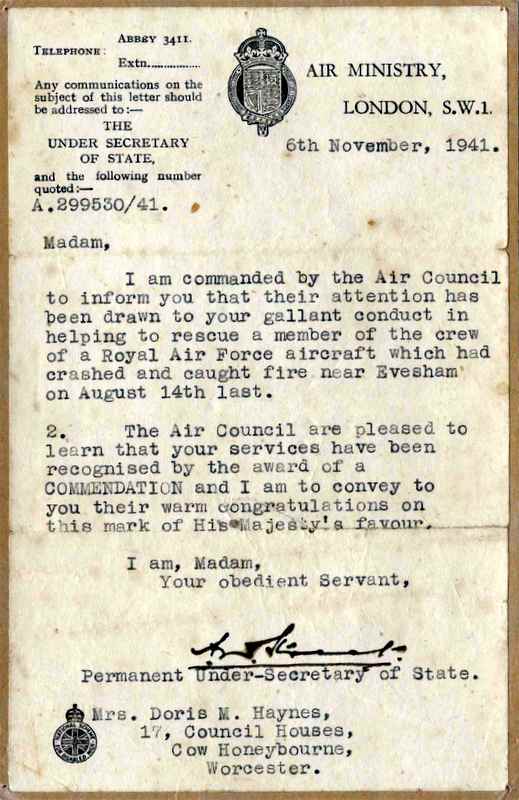 ABBEY 3411.
TELEPHONE:
Extn................
Any communications on the
subject of this letter should
be addressed to:—
THE
UNDER SECRETARY
OF STATE,
and the following number
quoted:—
A.299530/41.
AIR MINISTRY,
LONDON, S.W.1.
6th November, 1941.
Madam,
I am commanded by the Air Council
to inform you that their attention has
been drawn to your gallant conduct in
helping to rescue a member of the crew
of a Royal Air Force aircraft which had
crashed and caught fire near Evesham
on August 14th last.
2. The Air Council are pleased to
learn that your services have been
recognised by the award of a
COMMENDATION and I am to convey to
you their warm congratulations on
this mark of His Majesty's favour.
I am, Madam,
Your obedient Servant,
Permanent Under-Secretary of State.
Mrs. Doris M. Haynes,
17, Council Houses,
Cow Honeybourne,
Worcester.